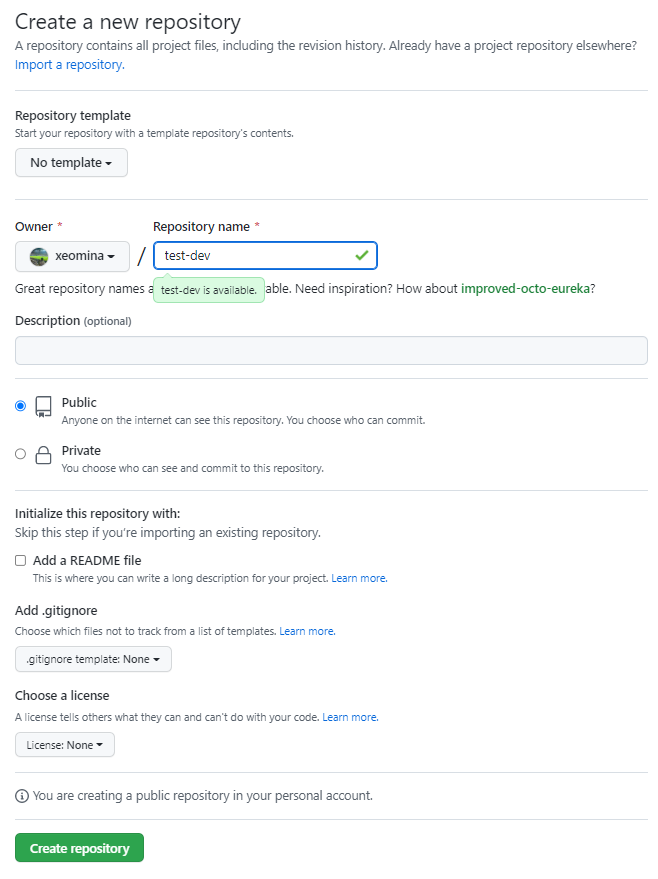 Create a new repository
A repository contains all project files, including the revision history. Already have a project repository elsewhere?
Import a repository.
Repository template
Start your repository with a template repository's contents.
No template
Owner *
Repository name *
xeomina
/
test-dev
Great repository names a
test-dev is available.
able. Need inspiration? How about improved-octo-eureka?
Description (optional)
Public
Anyone on the internet can see this repository. You choose who can commit.
Private
You choose who can see and commit to this repository.
Initialize this repository with:
Skip this step if you're importing an existing repository.
Add a README file
This is where you can write a long description for your project. Learn more.
Add .gitignore
Choose which files not to track from a list of templates. Learn more.
.gitignore template: None
Choose a license
A license tells others what they can and can't do with your code. Learn more.
License: None
You are creating a public repository in your personal account.
Create repository